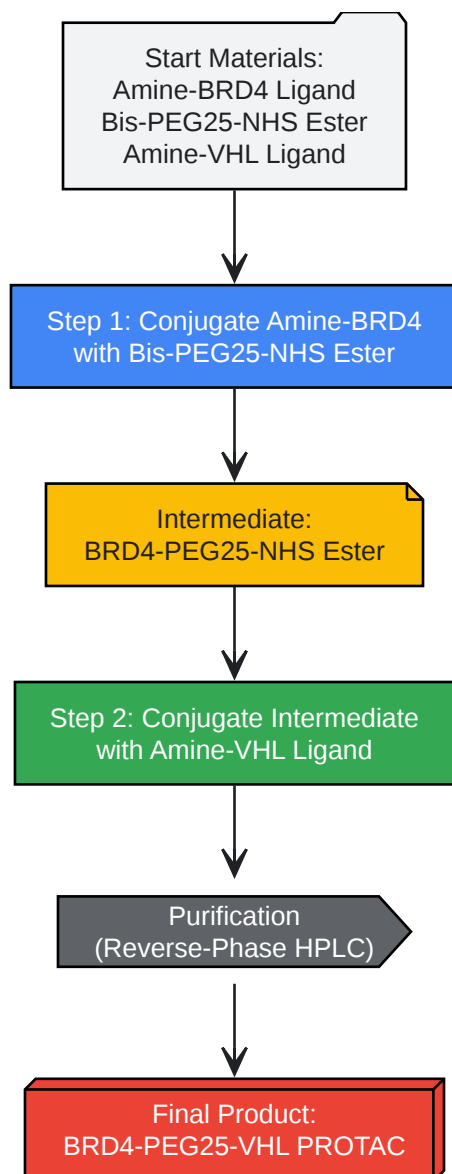 Start Materials:
Amine-BRD4 Ligand
Bis-PEG25-NHS Ester
Amine-VHL Ligand
Step 1: Conjugate Amine-BRD4
with Bis-PEG25-NHS Ester
Intermediate:
BRD4-PEG25-NHS Ester
Step 2: Conjugate Intermediate
with Amine-VHL Ligand
Purification
(Reverse-Phase HPLC)
Final Product:
BRD4-PEG25-VHL PROTAC